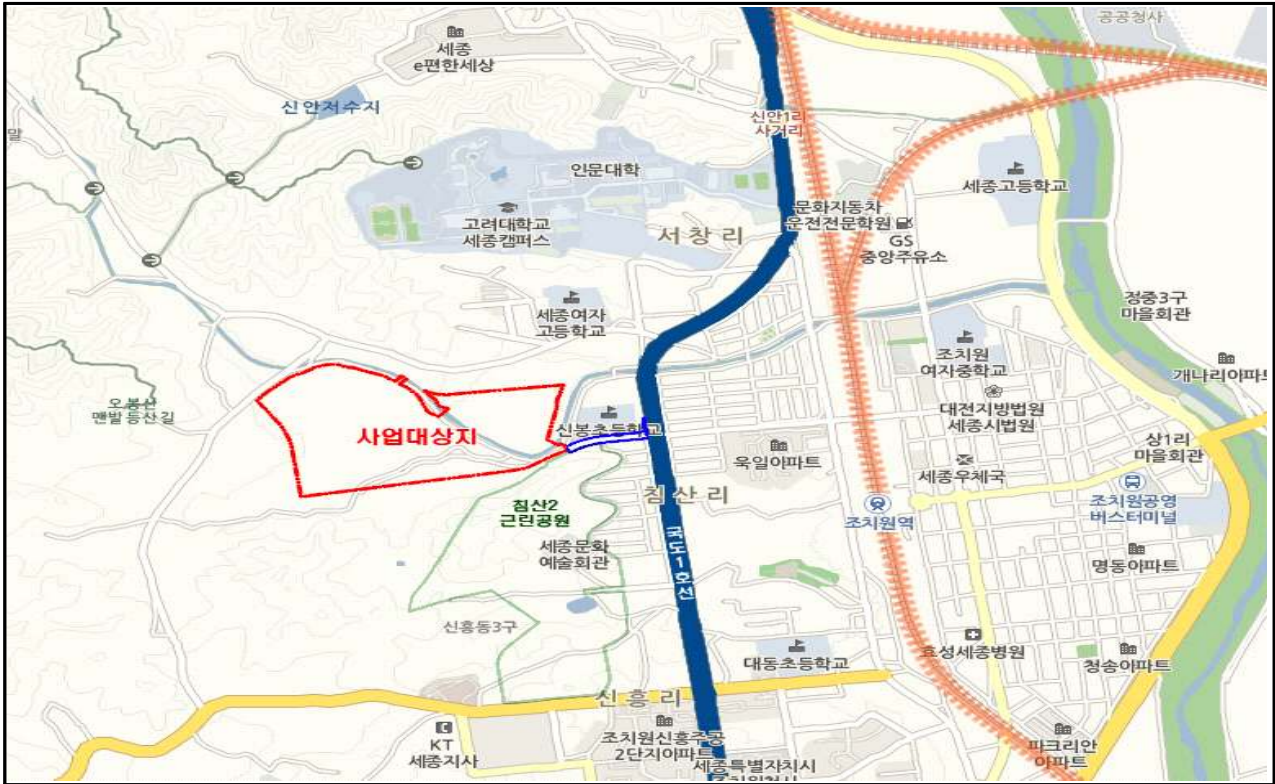 공공청사
세종
e편한세상
신안저수지
신안1리
사거리
말
인문대학
세종고등학교
고려대학교
세종캠퍼스
문화자동차
운전전문학원
서창리
GS
중앙주유소
정중3구
마을회관
세종여자
고등학교
조치원
여자중학교
개나리아파트
오봉산
맨발 등산 길
대전지방법원
세종시법원
사업대상지
신봉초등학교
상1리
마을회관
욱일아파트
세종우체국
침산리
조치원공영
버스터미널
침산2
근린공원
조치원역
세종문화
예술회관
국도1호선
명동아파트
신흥동3구
효성세종병원
대동초등학교
청송아파트
신흥리
KT
세종지사
조치원신흥주공
2단지아파트
파크리안
아파트
세종특별자치시